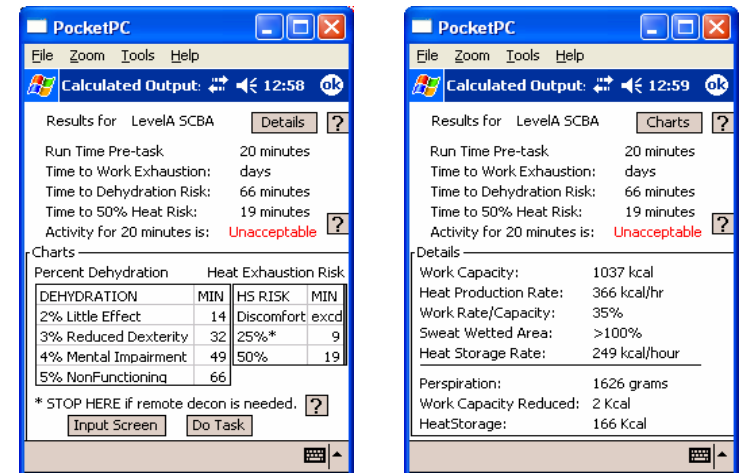 PocketPC
File Zoom Tools Help
Calculated Output: 12:58 ok
Results for LevelA SCBA Details ?
Run Time Pre-task 20 minutes
Time to Work Exhaustion: days
Time to Dehydration Risk: 66 minutes
Time to 50% Heat Risk: 19 minutes
Activity for 20 minutes is: Unacceptable ?
Charts
Percent Dehydration Heat Exhaustion Risk
DEHYDRATION MIN HS RISK MIN
2% Little Effect 14 Discomfort excd
3% Reduced Dexterity 32 25%* 9
4% Mental Impairment 49 50% 19
5% NonFunctioning 66
* STOP HERE if remote decon is needed. ?
Input Screen Do Task
PocketPC
File Zoom Tools Help
Calculated Output: 12:59 ok
Results for LevelA SCBA Charts ?
Run Time Pre-task 20 minutes
Time to Work Exhaustion: days
Time to Dehydration Risk: 66 minutes
Time to 50% Heat Risk: 19 minutes
Activity for 20 minutes is: Unacceptable ?
Details
Work Capacity: 1037 kcal
Heat Production Rate: 366 kcal/hr
Work Rate/Capacity: 35%
Sweat Wetted Area: >100%
Heat Storage Rate: 249 kcal/hour
Perspiration: 1626 grams
Work Capacity Reduced: 2 Kcal
HeatStorage: 166 Kcal